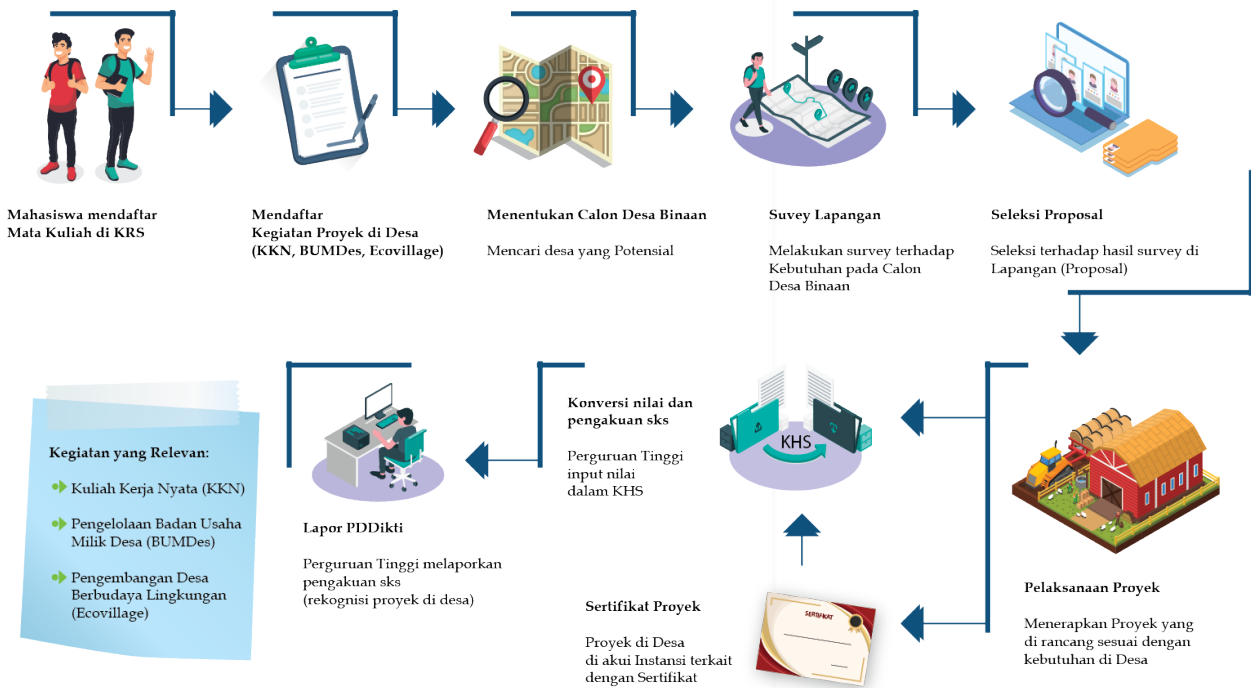 Mahasiswa mendaftar
Mata Kuliah di KRS
Mendaftar
Kegiatan Proyek di Desa
(KKN, BUMDes, Ecovillage)
Menentukan Calon Desa Binaan
Mencari desa yang Potensial
Suvey Lapangan
Melakukan survey terhadap
Kebutuhan pada Calon
Desa Binaan
Seleksi Proposal
Seleksi terhadap hasil survey di
Lapangan (Proposal)
Pelaksanaan Proyek
Menerapkan Proyek yang
di rancang sesuai dengan
kebutuhan di Desa
SERTIFIKAT
Sertifikat Proyek
Proyek di Desa
di akui Instansi terkait
dengan Sertifikat
KHS
Konversi nilai dan
pengakuan sks
Perguruan Tinggi
input nilai
dalam KHS
Lapor PDDikti
Perguruan Tinggi melaporkan
pengakuan sks
(rekognisi proyek di desa)
Kegiatan yang Relevan:
Kuliah Kerja Nyata (KKN)
Pengelolaan Badan Usaha
Milik Desa (BUMDes)
Pengembangan Desa
Berbudaya Lingkungan
(Ecovillage)